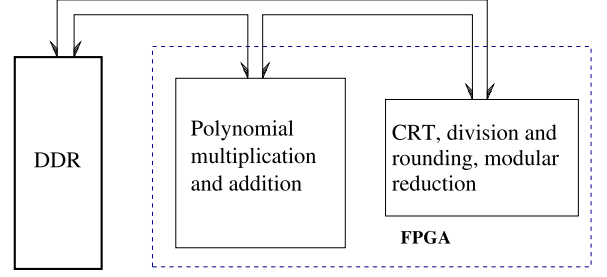 DDR
Polynomial
multiplication
and addition
CRT, division and
rounding, modular
reduction
FPGA